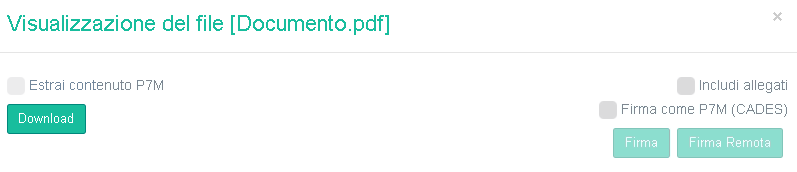 Visualizzazione del file [Documento.pdf]
×
Estrai contenuto P7M
Includi allegati
Firma come P7M (CADES)
Download
Firma
Firma Remota